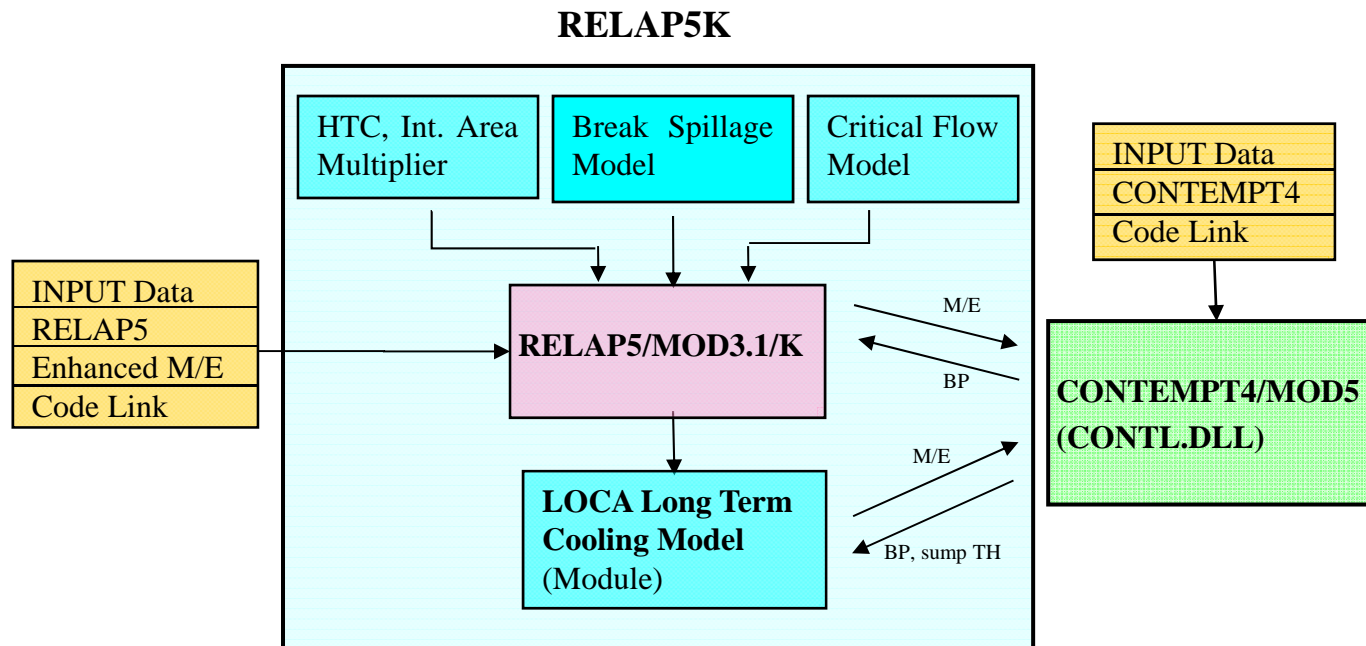 RELAP5K
HTC, Int. Area
Multiplier
Break Spillage
Model
Critical Flow
Model
INPUT Data
CONTEMPT4
Code Link
INPUT Data
RELAP5
Enhanced M/E
Code Link
RELAP5/MOD3.1/K
M/E
BP
CONTEMPT4/MOD5
(CONTL.DLL)
LOCA Long Term
Cooling Model
(Module)
M/E
BP, sump TH